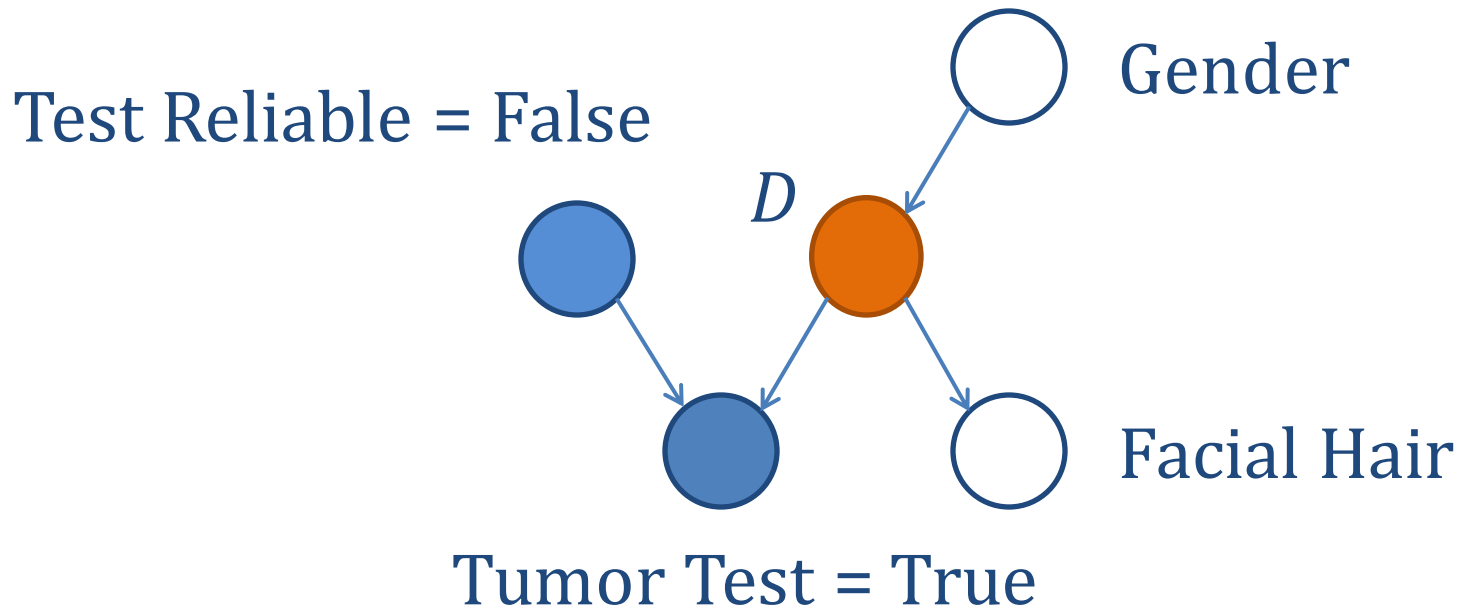 Gender
Test Reliable = False
D
Facial Hair
Tumor Test = True